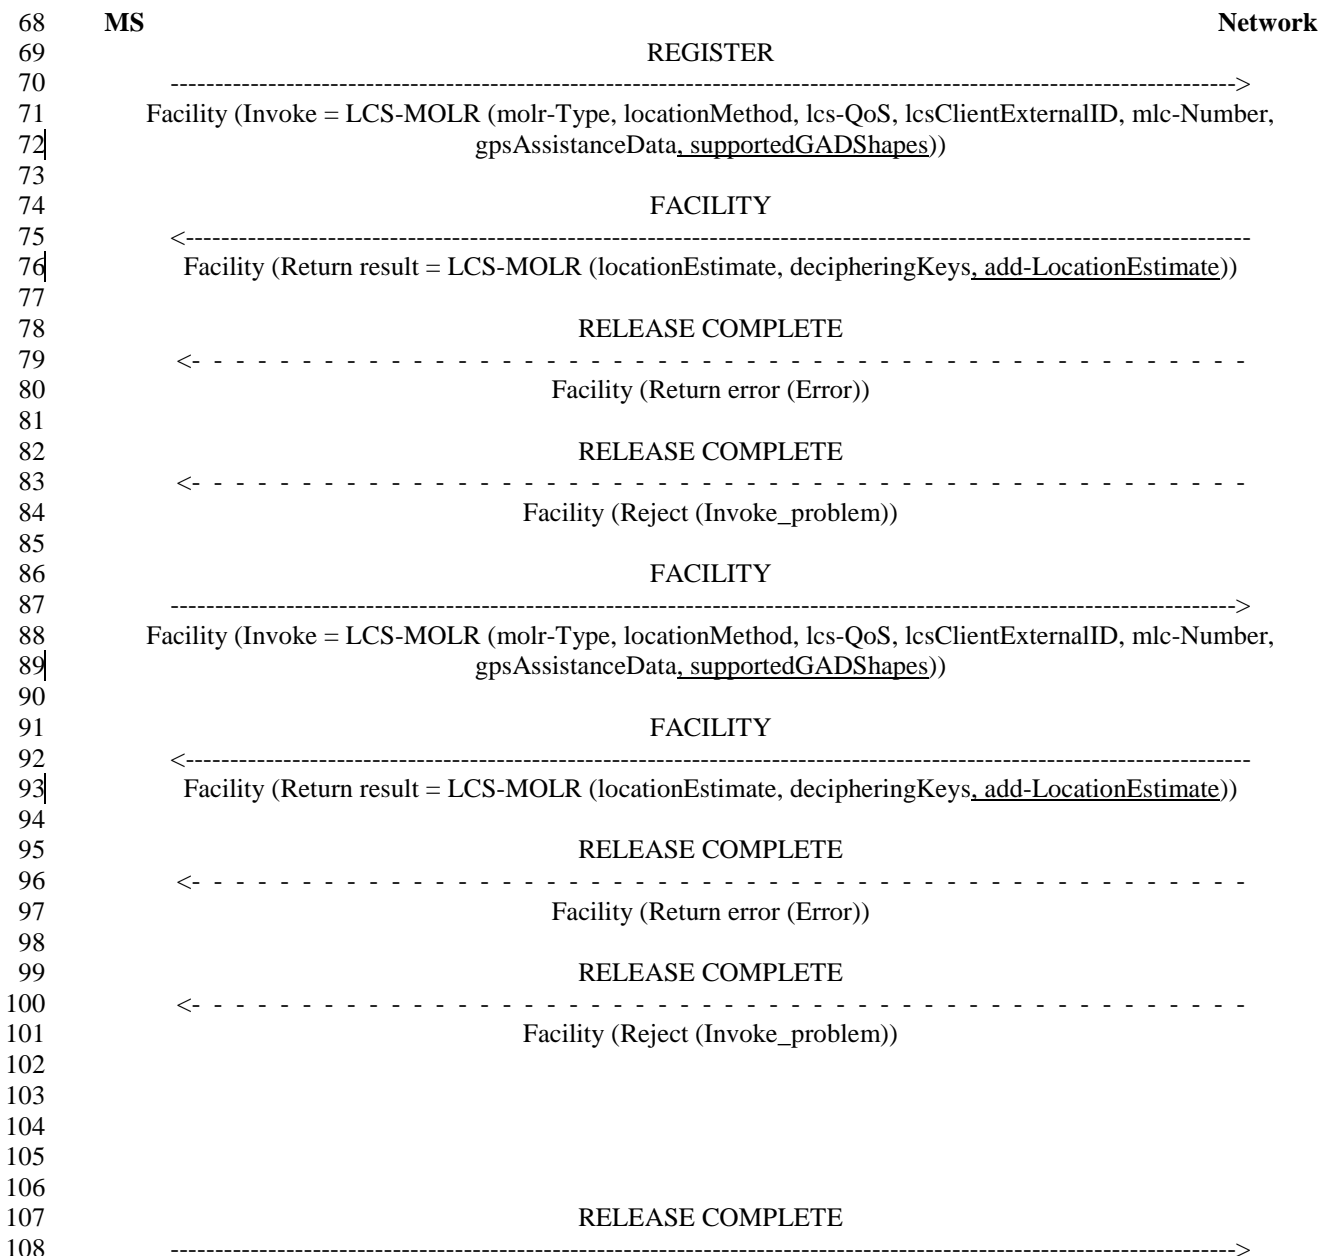 68 MS Network
69 REGISTER
70 ------------------------------------------------------------------------------------------------------------------------>
71 Facility (Invoke = LCS-MOLR (molr-Type, locationMethod, lcs-QoS, lcsClientExternalID, mlc-Number,
72 gpsAssistanceData, supportedGADShapes))
73
74 FACILITY
75 <------------------------------------------------------------------------------------------------------------------------
76 Facility (Return result = LCS-MOLR (locationEstimate, decipheringKeys, add-LocationEstimate))
77
78 RELEASE COMPLETE
79 <- - - - - - - - - - - - - - - - - - - - - - - - - - - - - - - - - - - - - - - - - - - - - - - - - - - - - - - - - -
80 Facility (Return error (Error))
81
82 RELEASE COMPLETE
83 <- - - - - - - - - - - - - - - - - - - - - - - - - - - - - - - - - - - - - - - - - - - - - - - - - - - - - - - - - -
84 Facility (Reject (Invoke_problem))
85
86 FACILITY
87 ------------------------------------------------------------------------------------------------------------------------>
88 Facility (Invoke = LCS-MOLR (molr-Type, locationMethod, lcs-QoS, lcsClientExternalID, mlc-Number,
89 gpsAssistanceData, supportedGADShapes))
90
91 FACILITY
92 <------------------------------------------------------------------------------------------------------------------------
93 Facility (Return result = LCS-MOLR (locationEstimate, decipheringKeys, add-LocationEstimate))
94
95 RELEASE COMPLETE
96 <- - - - - - - - - - - - - - - - - - - - - - - - - - - - - - - - - - - - - - - - - - - - - - - - - - - - - - - - - -
97 Facility (Return error (Error))
98
99 RELEASE COMPLETE
100 <- - - - - - - - - - - - - - - - - - - - - - - - - - - - - - - - - - - - - - - - - - - - - - - - - - - - - - - - - -
101 Facility (Reject (Invoke_problem))
102
103
104
105
106
107 RELEASE COMPLETE
108 ------------------------------------------------------------------------------------------------------------------------>